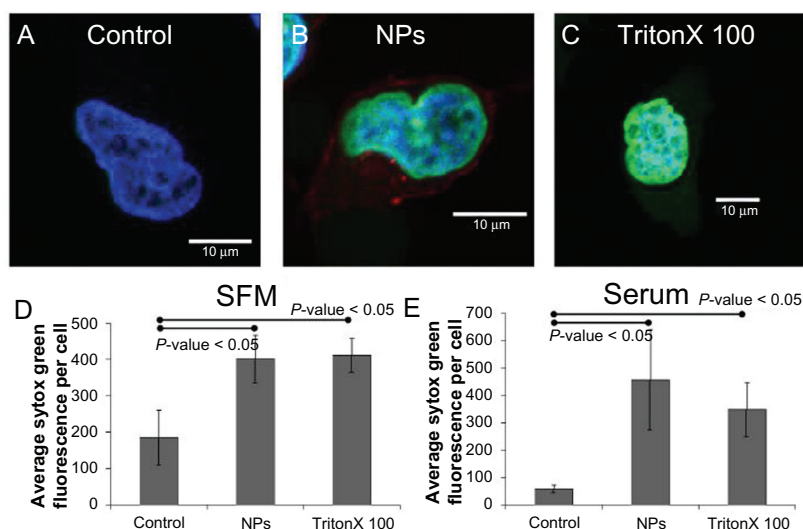 A Control
B NPs
C TritonX 100
10 μm
10 μm
10 μm
D SFM
P-value < 0.05
P-value < 0.05
Average sytox green
fluorescence per cell
500
400
300
200
100
0
Control NPs TritonX 100
E Serum
P-value < 0.05
P-value < 0.05
Average sytox green
fluorescence per cell
700
600
500
400
300
200
100
0
Control NPs TritonX 100